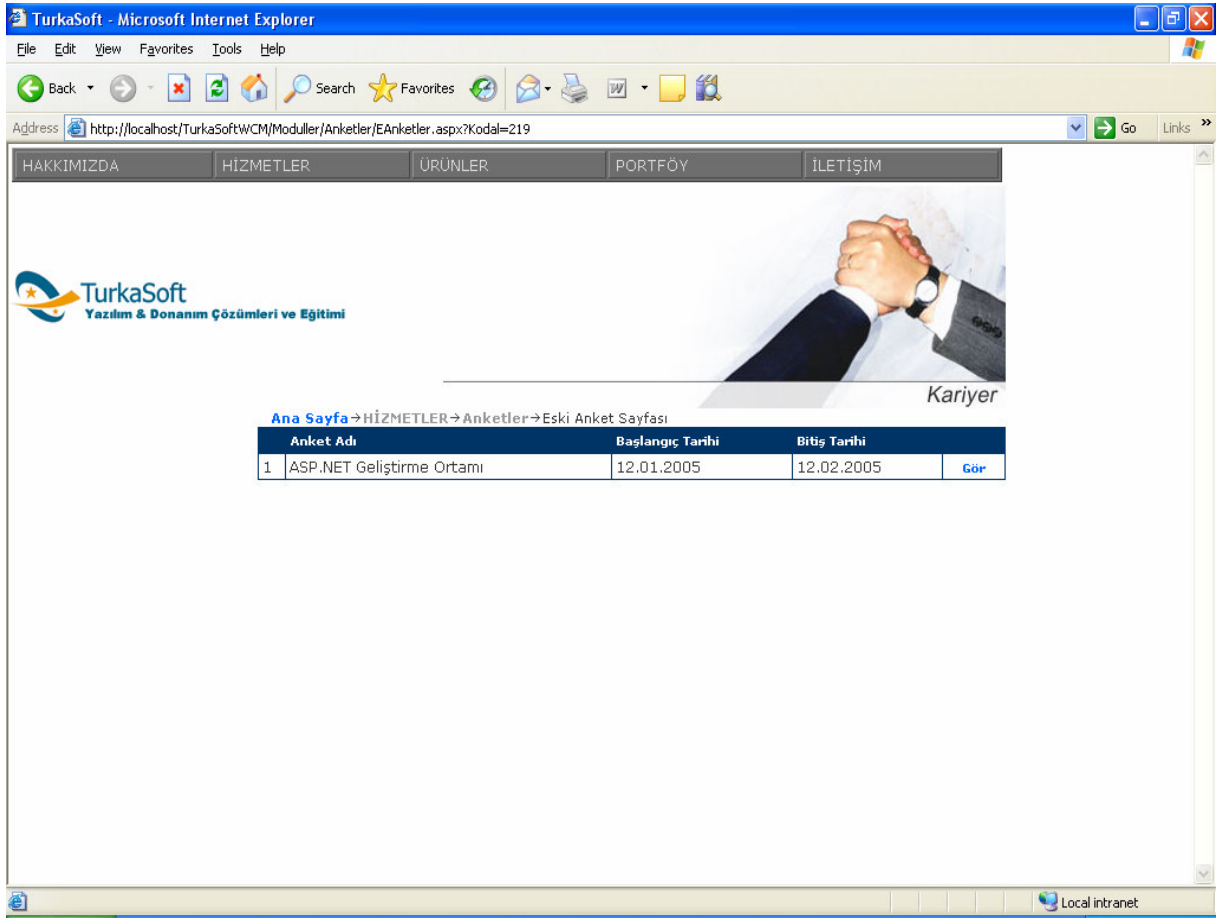 TurkaSoft - Microsoft Internet Explorer
File Edit View Favorites Tools Help
Back Search Favorites
Address http://localhost/TurkaSoftWCM/Moduller/Anketler/EAnketler.aspx?Kodal=219 Go Links »
HAKKIMIZDA HİZMETLER ÜRÜNLER PORTFÖY İLETİŞİM
TurkaSoft
Yazılım & Donanım Çözümleri ve Eğitimi
Kariyer
Ana Sayfa→HİZMETLER→Anketler→Eski Anket Sayfası
Anket Adı Başlangıç Tarihi Bitiş Tarihi
1 ASP.NET Geliştirme Ortamı 12.01.2005 12.02.2005 Gör
Local intranet